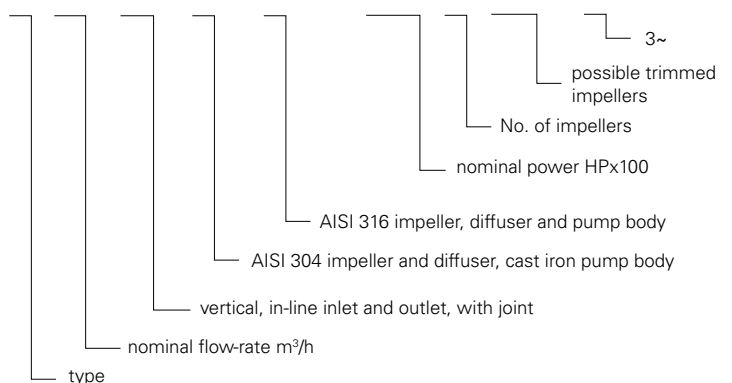 3~
possible trimmed
impellers
No. of impellers
nominal power HPx100
AISI 316 impeller, diffuser and pump body
AISI 304 impeller and diffuser, cast iron pump body
vertical, in-line inlet and outlet, with joint
nominal flow-rate m³/h
type